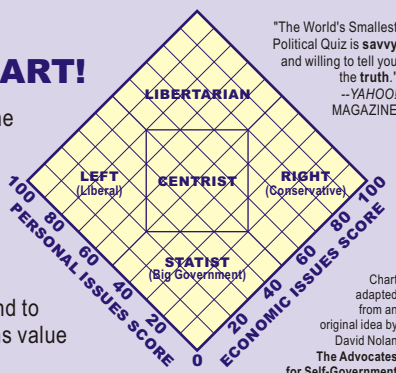 ART!
"The World's Smallest
Political Quiz is savvy
and willing to tell you
the truth."
--YAHOO!
MAGAZINE
LIBERTARIAN
LEFT
(Liberal)
CENTRIST
RIGHT
(Conservative)
STATIST
(Big Government)
100 80 60 40 20
PERSONAL ISSUES SCORE
0
20 40 60 80 100
ECONOMIC ISSUES SCORE
nd to
value
Chart
adapted
from an
original idea by
David Nolan
The Advocates
for Self-Government